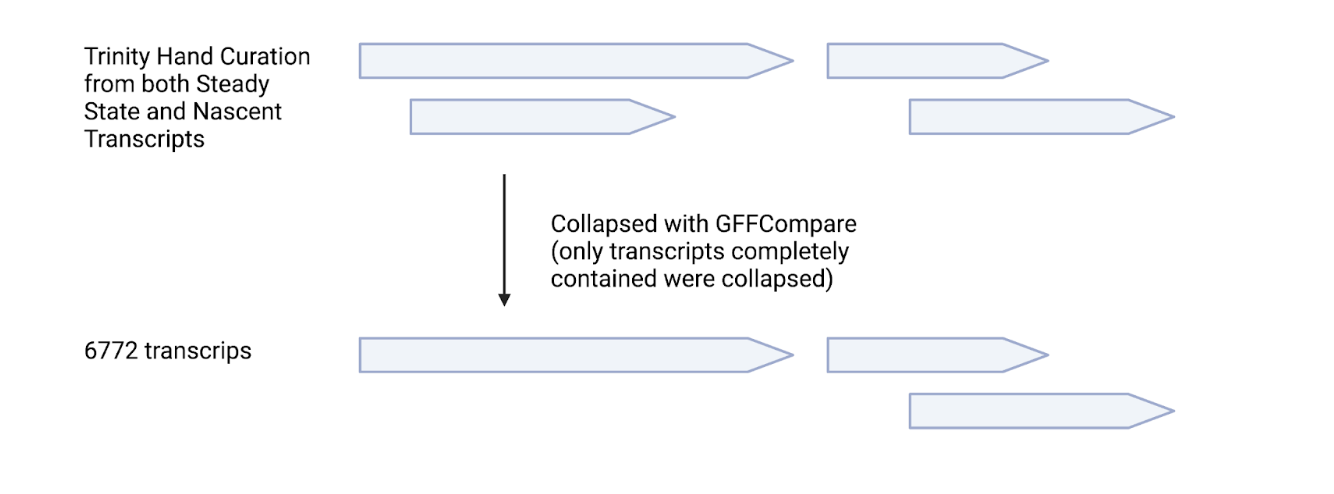 Trinity Hand Curation
from both Steady
State and Nascent
Transcripts
Collapsed with GFFCompare
(only transcripts completely
contained were collapsed)
6772 transcrips